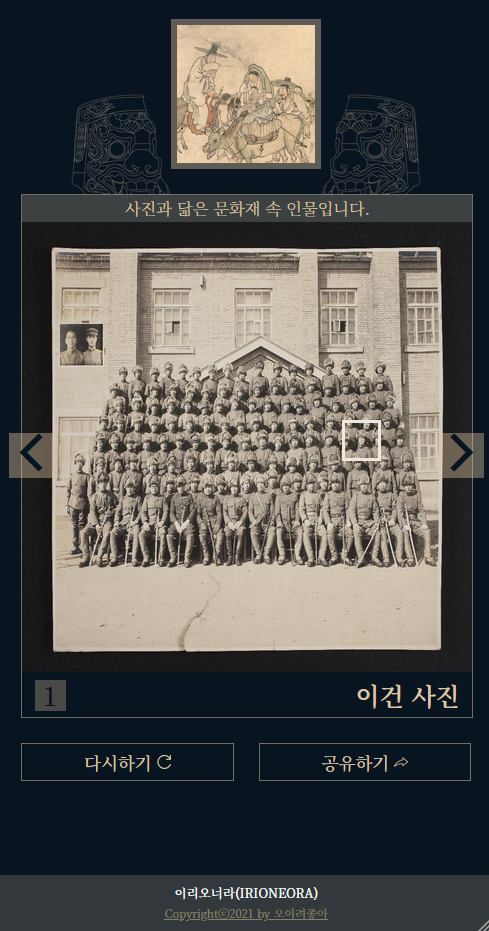 사진과 닮은 문화재 속 인물입니다.
1
이건 사진
다시하기
공유하기
이리오너라(IRIONEORA)
Copyrightⓒ2021 by 오이려좋아